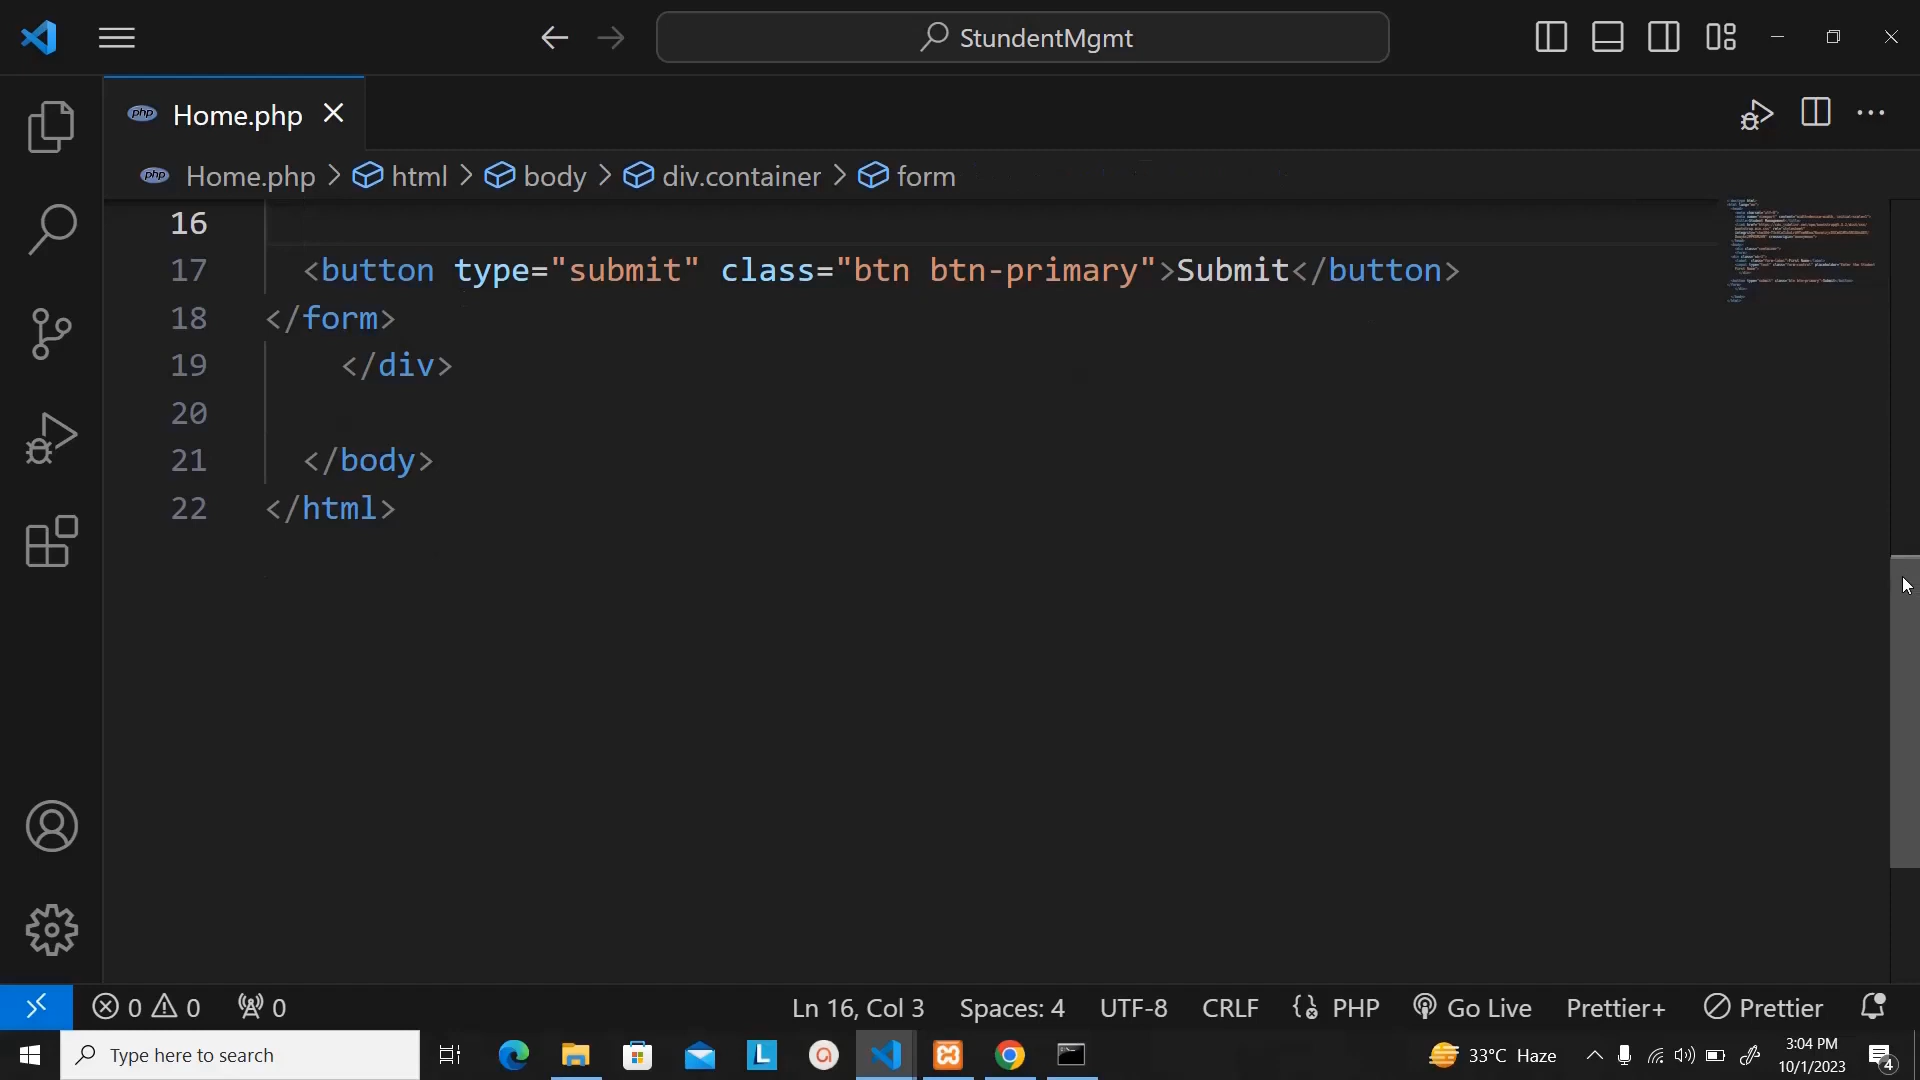 StundentMgmt
php Home.php
php Home.php > html > body > div.container > form
16
17 <button type="submit" class="btn btn-primary">Submit</button>
18 </form>
19 </div>
20
21 </body>
22 </html>
0 0 0 Ln 16, Col 3 Spaces: 4 UTF-8 CRLF PHP Go Live Prettier+ Prettier
Type here to search
L
a
33°C Haze
3:04 PM
10/1/2023
4